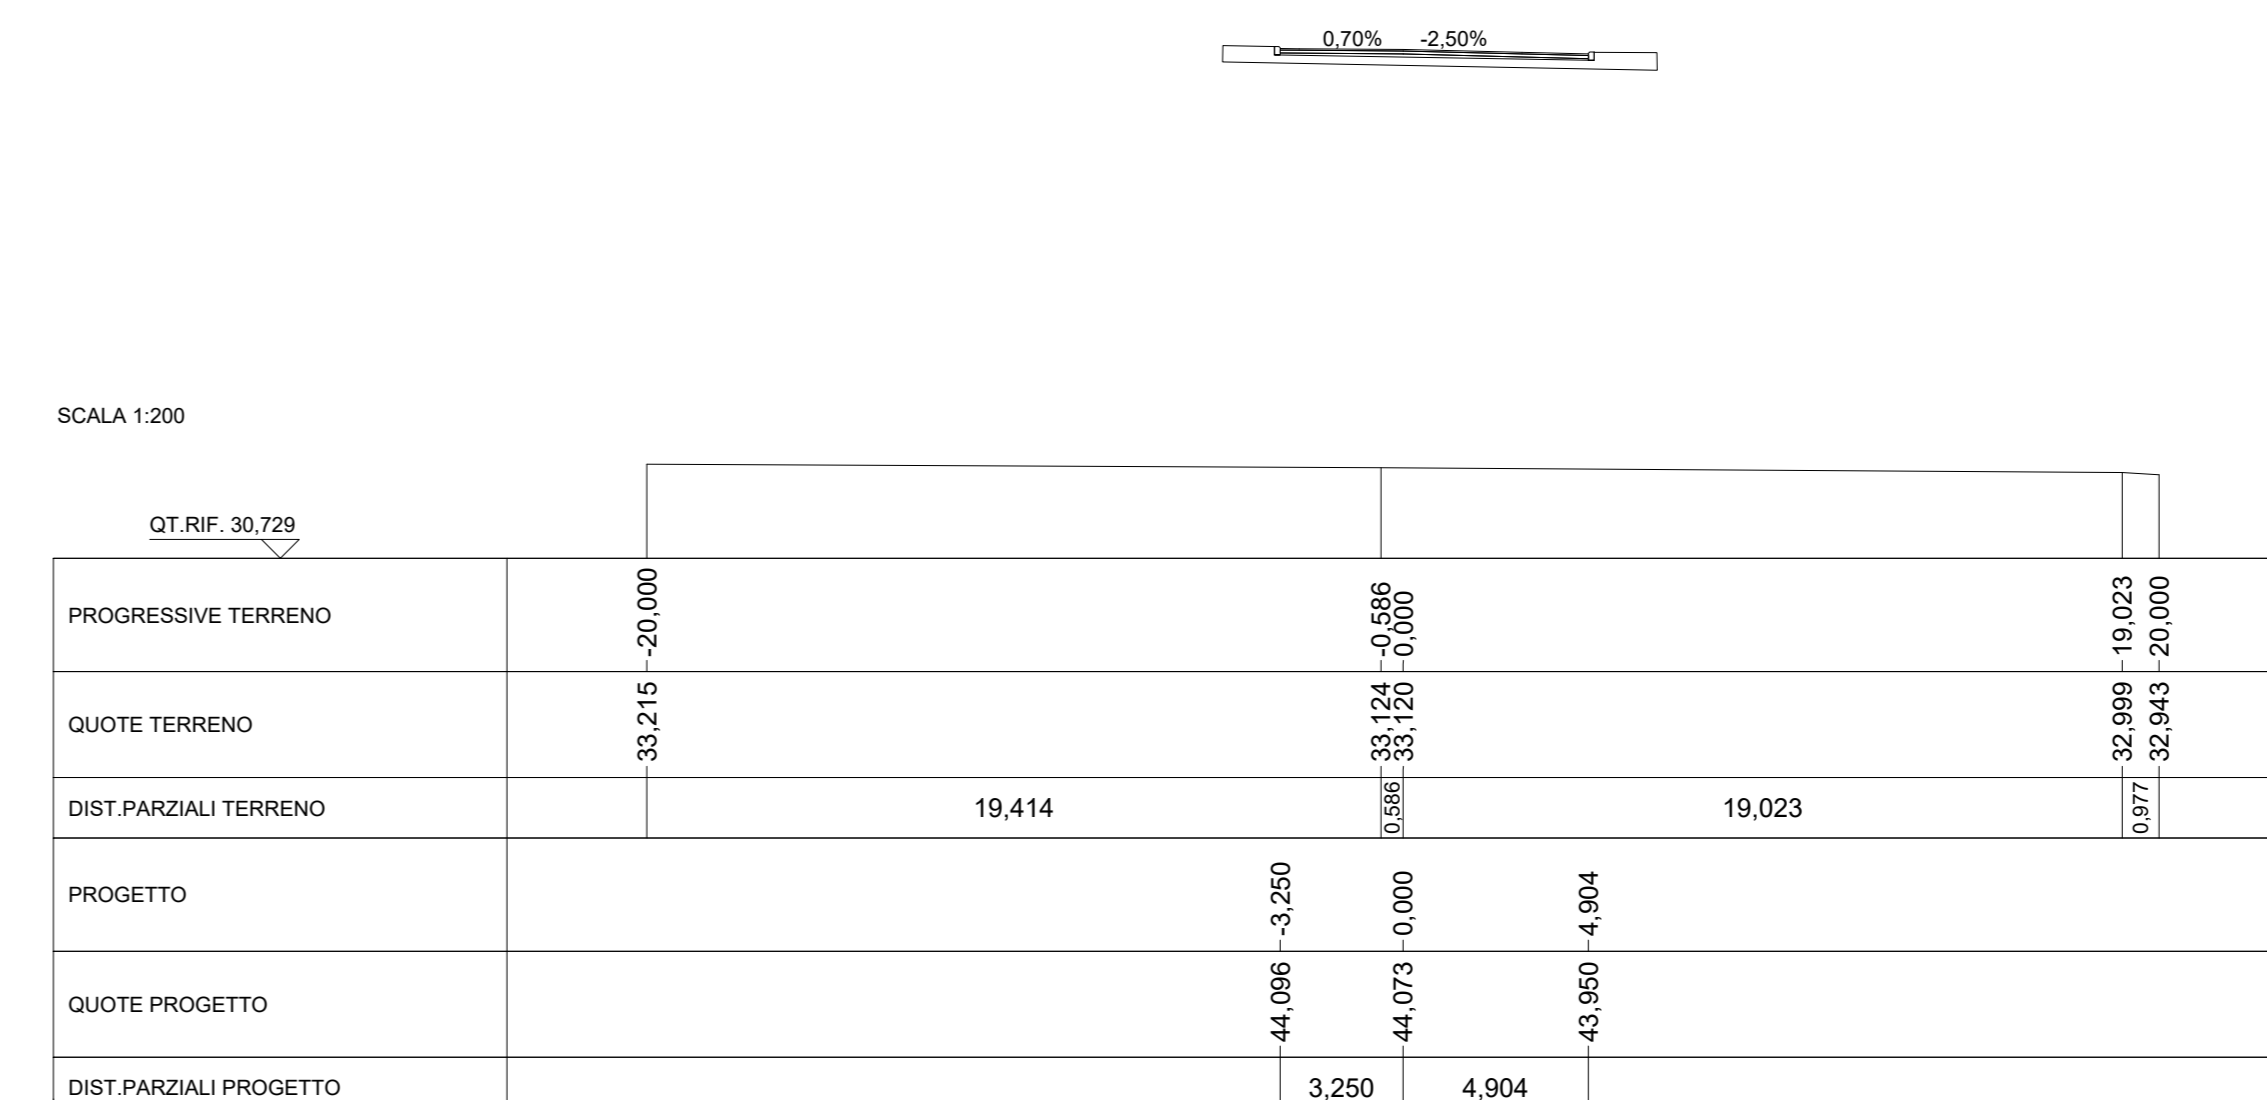 0,70% -2,50%
SCALA 1:200
QT.RIF. 30,729
PROGRESSIVE TERRENO -20,000 -0,586 0,000 19,023 20,000
QUOTE TERRENO 33,215 33,124 33,120 32,999 32,943
DIST.PARZIALI TERRENO 19,414 0,586 19,023 0,977
PROGETTO -3,250 0,000 4,904
QUOTE PROGETTO 44,096 44,073 43,950
DIST.PARZIALI PROGETTO 3,250 4,904